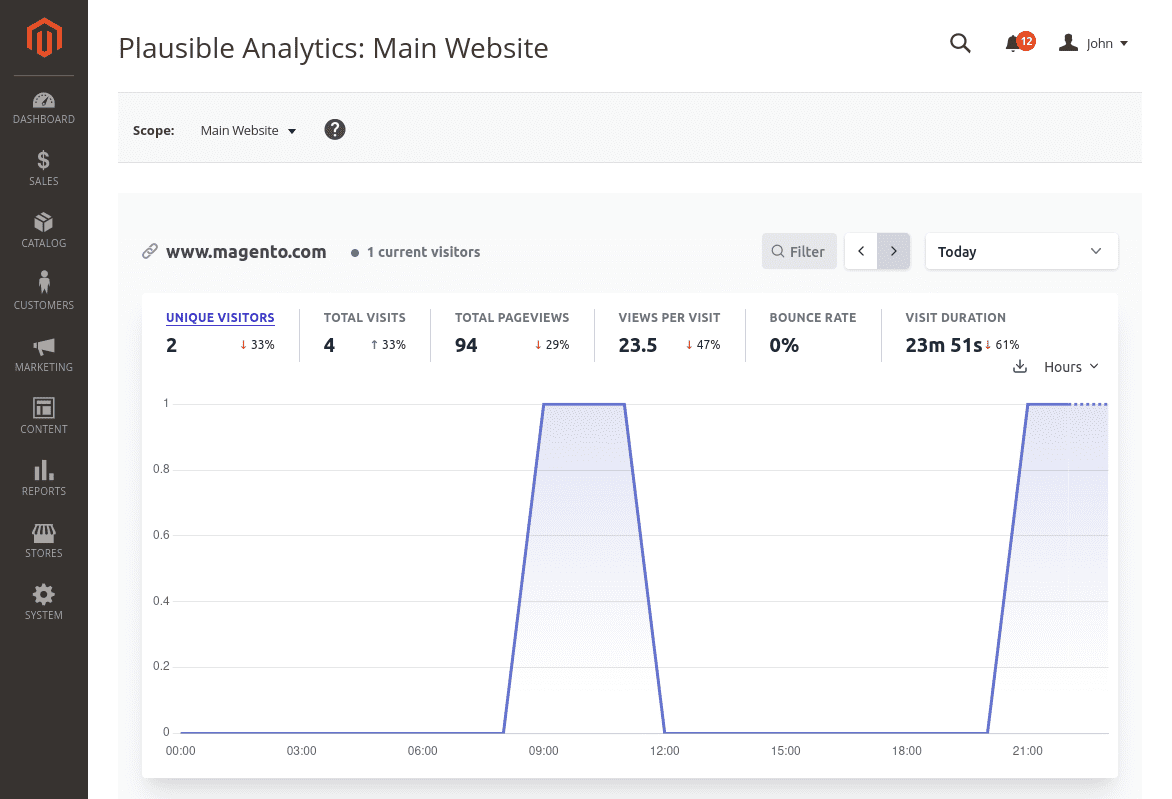 Plausible Analytics: Main Website
12
John
DASHBOARD
SALES
CATALOG
CUSTOMERS
MARKETING
CONTENT
REPORTS
STORES
SYSTEM
Scope: Main Website ?
www.magento.com 1 current visitors Filter Today
UNIQUE VISITORS TOTAL VISITS TOTAL PAGEVIEWS VIEWS PER VISIT BOUNCE RATE VISIT DURATION
2 ↓ 33% 4 ↑ 33% 94 ↓ 29% 23.5 ↓ 47% 0% 23m 51s ↓ 61%
Hours
1
0.8
0.6
0.4
0.2
0
00:00 03:00 06:00 09:00 12:00 15:00 18:00 21:00